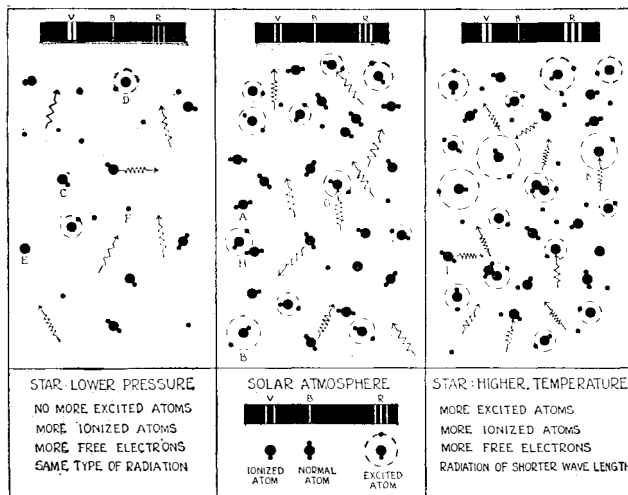 V B R
V B R
V B R
D
C
F
E
A
G
H
B
I
STAR: LOWER PRESSURE
NO MORE EXCITED ATOMS
MORE IONIZED ATOMS
MORE FREE ELECTRONS
SAME TYPE OF RADIATION
SOLAR ATMOSPHERE
V B R
IONIZED ATOM
NORMAL ATOM
EXCITED ATOM
STAR: HIGHER TEMPERATURE
MORE EXCITED ATOMS
MORE IONIZED ATOMS
MORE FREE ELECTRONS
RADIATION OF SHORTER WAVE LENGTH